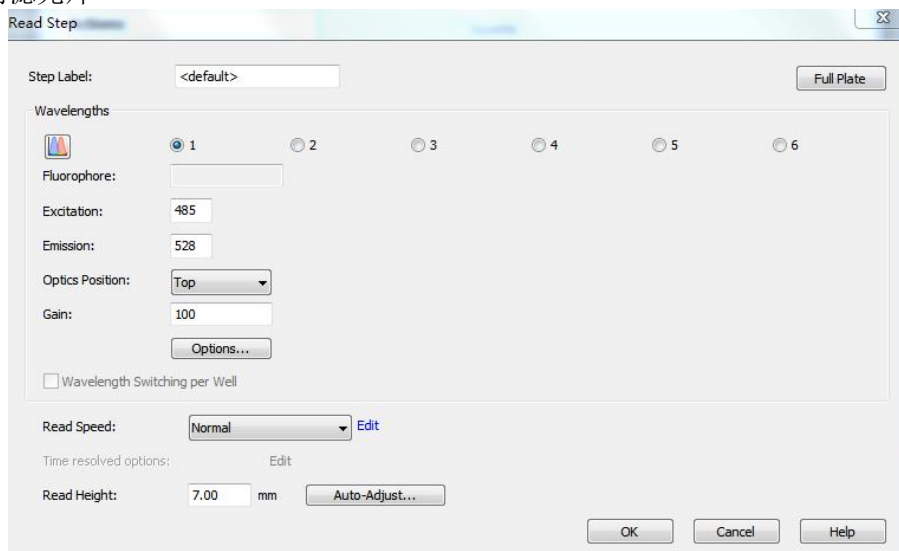 Read Step
Step Label:
<default>
Full Plate
Wavelengths
1 2 3 4 5 6
Fluorophore:
Excitation: 485
Emission: 528
Optics Position: Top
Gain: 100
Options...
Wavelength Switching per Well
Read Speed: Normal Edit
Time resolved options: Edit
Read Height: 7.00 mm Auto-Adjust...
OK Cancel Help